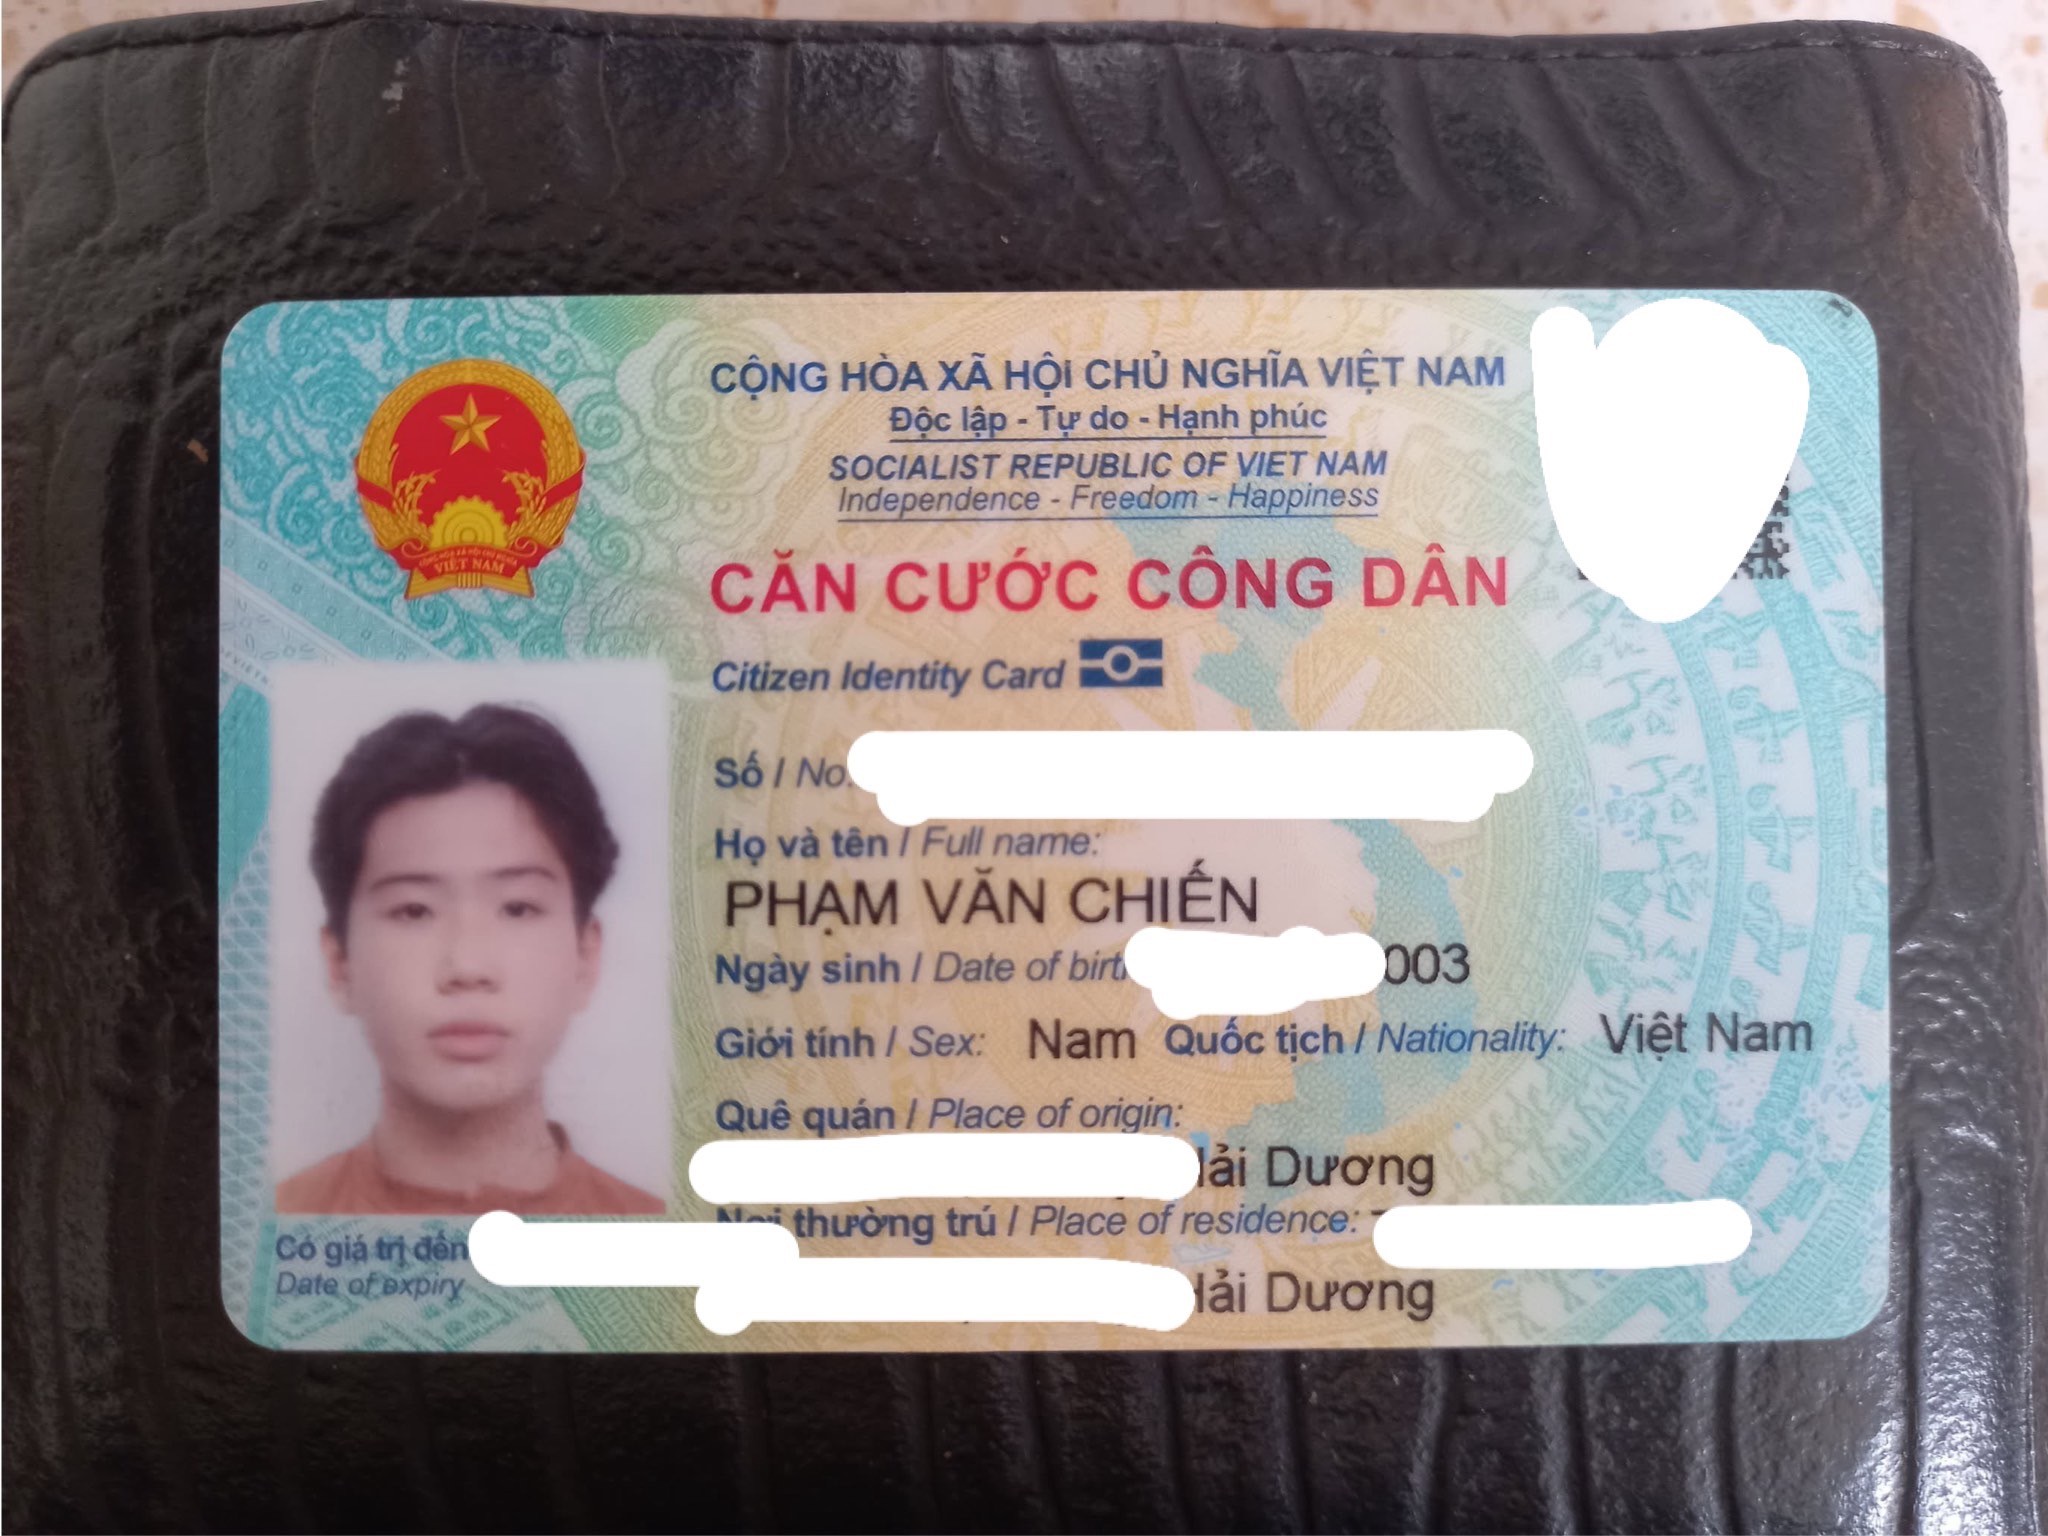 CỘNG HÒA XÃ HỘI CHỦ NGHĨA VIỆT NAM
Độc lập - Tự do - Hạnh phúc
SOCIALIST REPUBLIC OF VIET NAM
Independence - Freedom - Happiness
CĂN CƯỚC CÔNG DÂN
Citizen Identity Card
VIỆT NAM
Số / No.
Họ và tên / Full name:
PHẠM VĂN CHIẾN
Ngày sinh / Date of 003
Giới tính / Sex: Nam Quốc tịch / Nationality: Việt Nam
Quê quán / Place of origin:
Dương
thường trú / Place of residence:
Dương
Có giá trị đến
Date of expiry